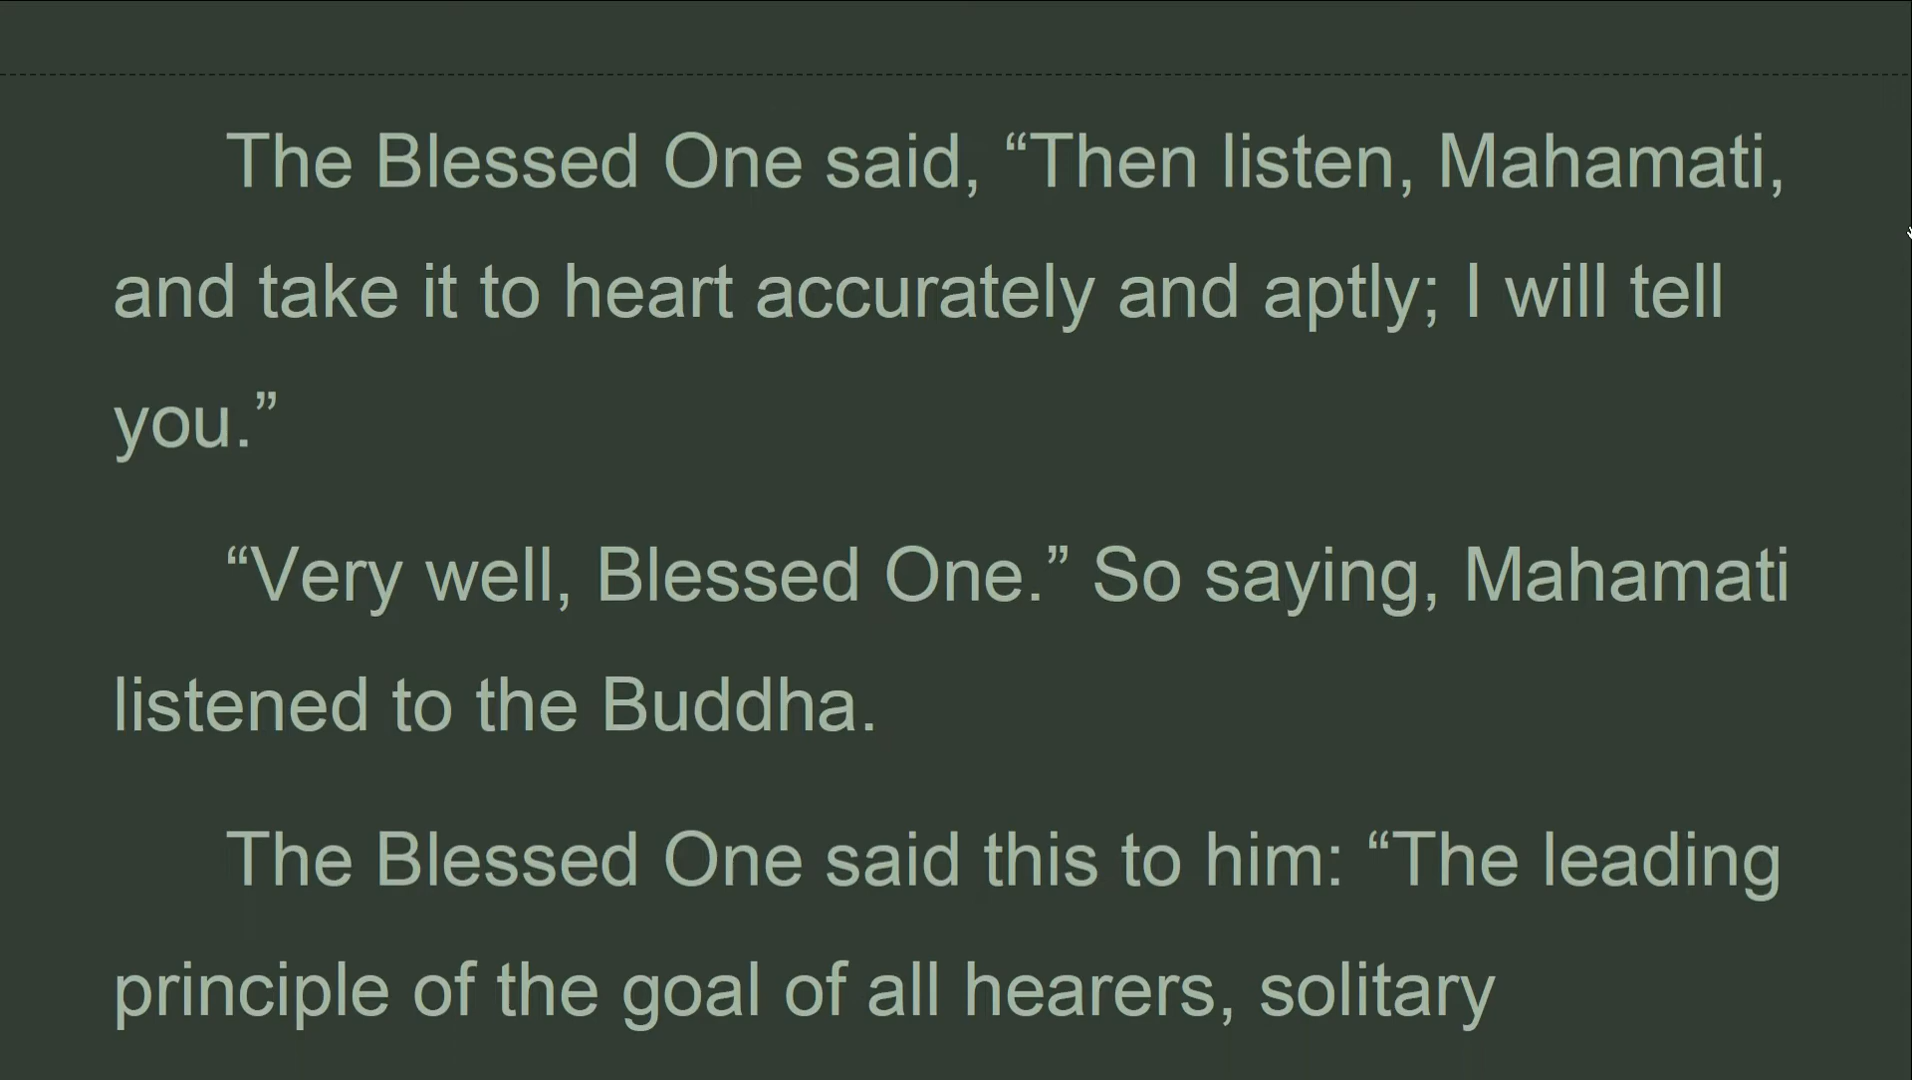 The Blessed One said, “Then listen, Mahamati,
and take it to heart accurately and aptly; I will tell
you.”
“Very well, Blessed One.” So saying, Mahamati
listened to the Buddha.
The Blessed One said this to him: “The leading
principle of the goal of all hearers, solitary